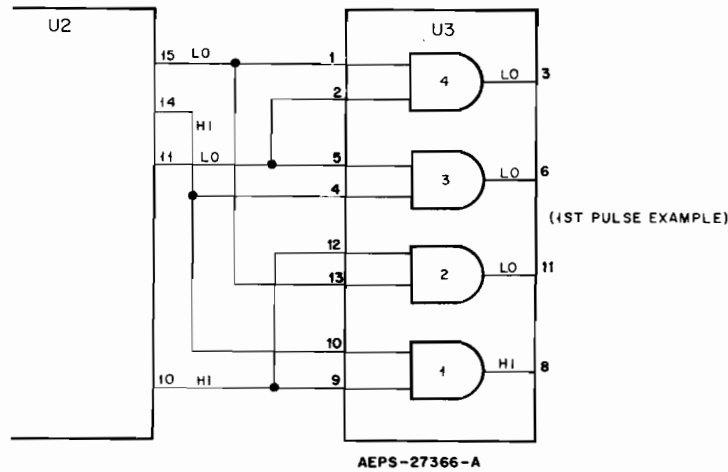 U2
U3
15 LO
1
4
LO 3
14
2
HI
11 LO
5
3
LO 6
4
(1ST PULSE EXAMPLE)
12
2
LO 11
13
10
1
HI 8
10 HI
9
AEPS-27366-A